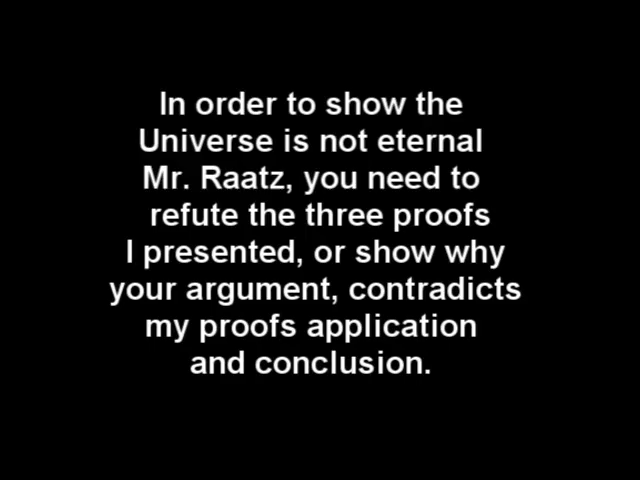 In order to show the
Universe is not eternal
Mr. Raatz, you need to
refute the three proofs
I presented, or show why
your argument, contradicts
my proofs application
and conclusion.